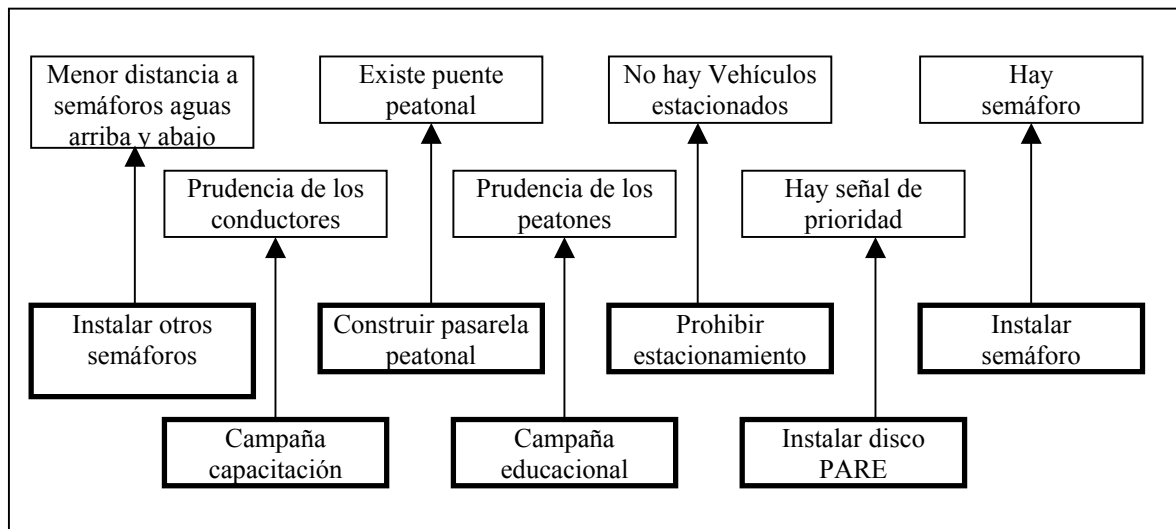 Menor distancia a
semáforos aguas
arriba y abajo
Existe puente
peatonal
No hay Vehículos
estacionados
Hay
semáforo
Prudencia de los
conductores
Prudencia de los
peatones
Hay señal de
prioridad
Instalar otros
semáforos
Construir pasarela
peatonal
Prohibir
estacionamiento
Instalar
semáforo
Campaña
capacitación
Campaña
educacional
Instalar disco
PARE